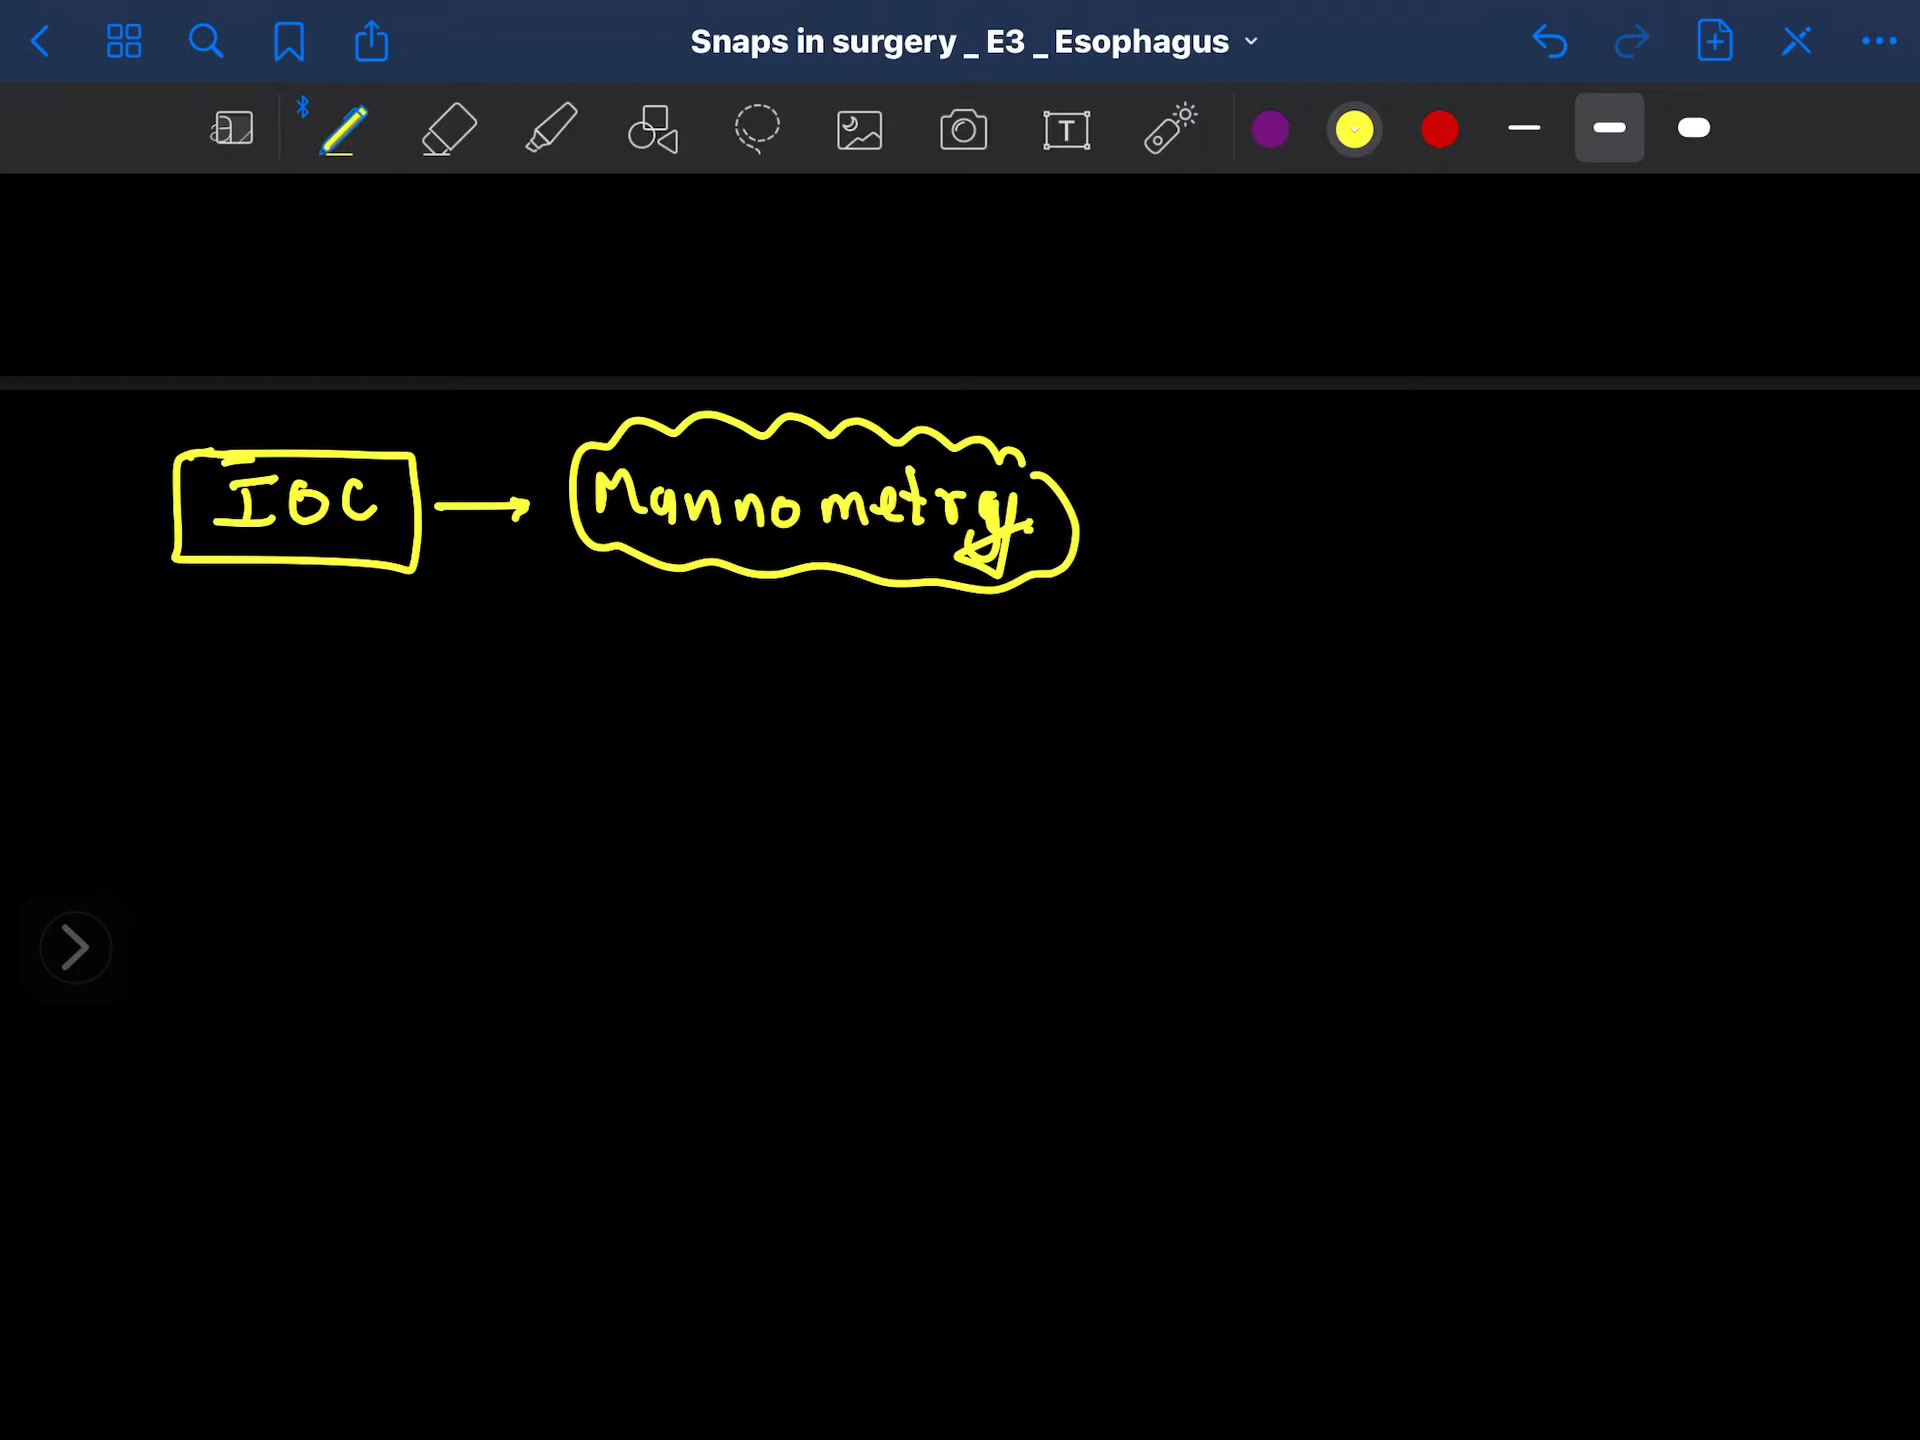 Snaps in surgery _ E3 _ Esophagus
T
IOC → Mannometry